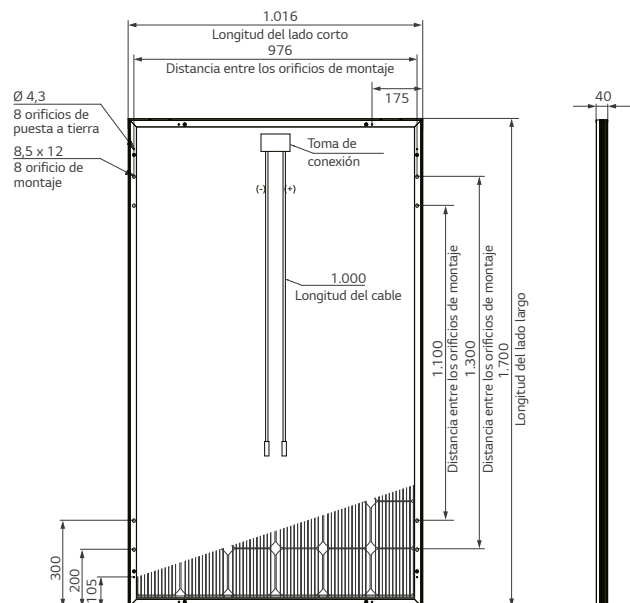 1.016
Longitud del lado corto
976
Distancia entre los orificios de montaje
175
40
Ø 4,3
8 orificios de
puesta a tierra
8,5 x 12
8 orificio de
montaje
Toma de
conexión
(-)
(+)
1.000
Longitud del cable
1.100
Distancia entre los orificios de montaje
1.300
Distancia entre los orificios de montaje
1.700
Longitud del lado largo
300
200
105